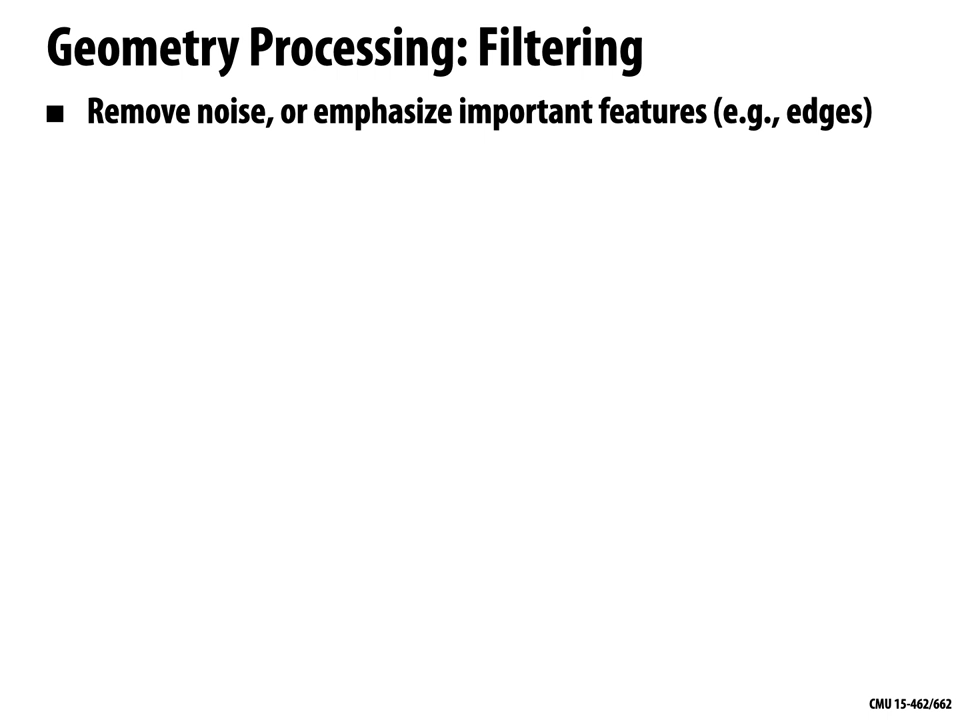 Geometry Processing: Filtering
■ Remove noise, or emphasize important features (e.g., edges)
CMU 15-462/662